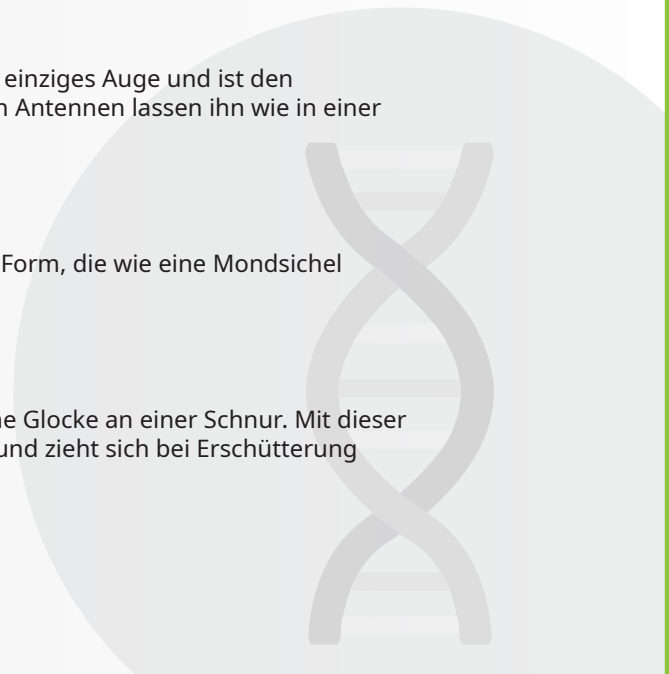 einziges Auge und ist den
n Antennen lassen ihn wie in einer
Form, die wie eine Mondsichel
ne Glocke an einer Schnur. Mit dieser
und zieht sich bei Erschütterung